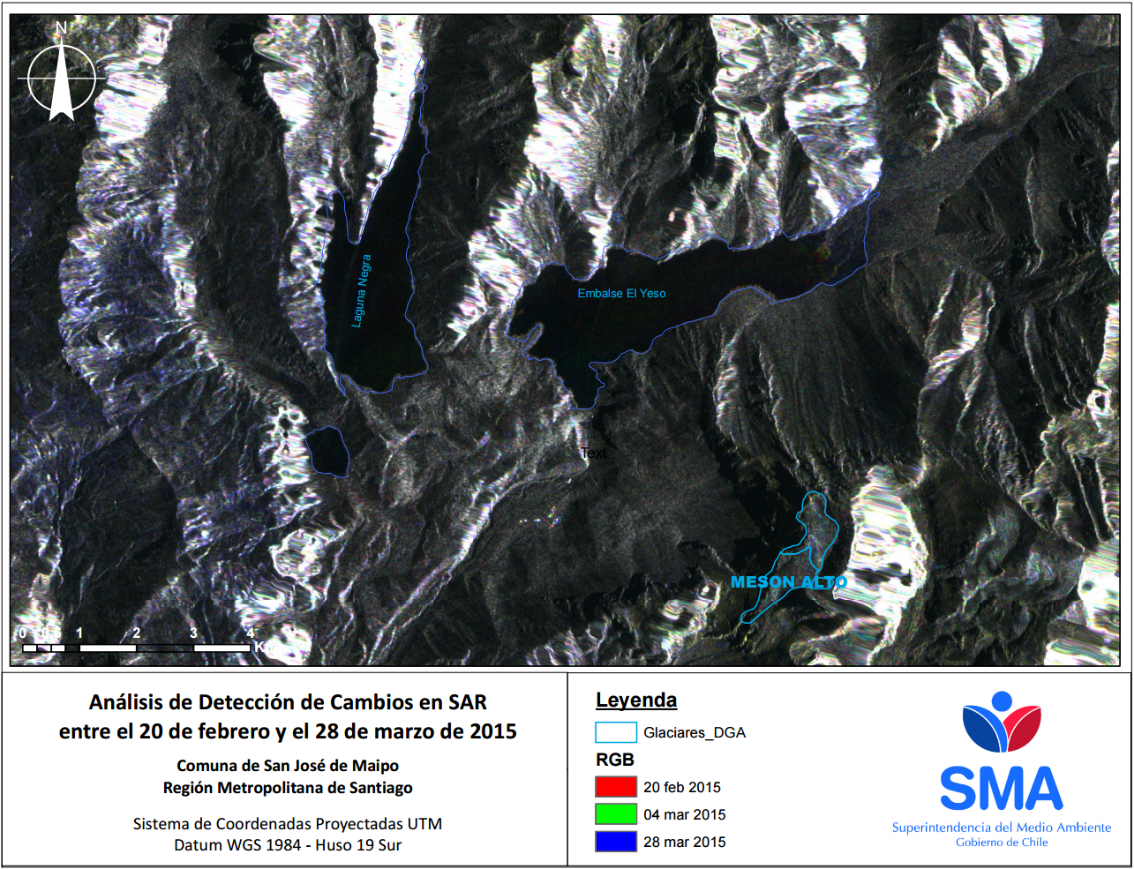 N
Laguna Negra
Embalse El Yeso
Text
MESON ALTO
0 1 2 3 4
Análisis de Detección de Cambios en SAR
entre el 20 de febrero y el 28 de marzo de 2015
Comuna de San José de Maipo
Región Metropolitana de Santiago
Sistema de Coordenadas Proyectadas UTM
Datum WGS 1984 - Huso 19 Sur
Leyenda
Glaciares_DGA
RGB
20 feb 2015
04 mar 2015
28 mar 2015
SMA
Superintendencia del Medio Ambiente
Gobierno de Chile